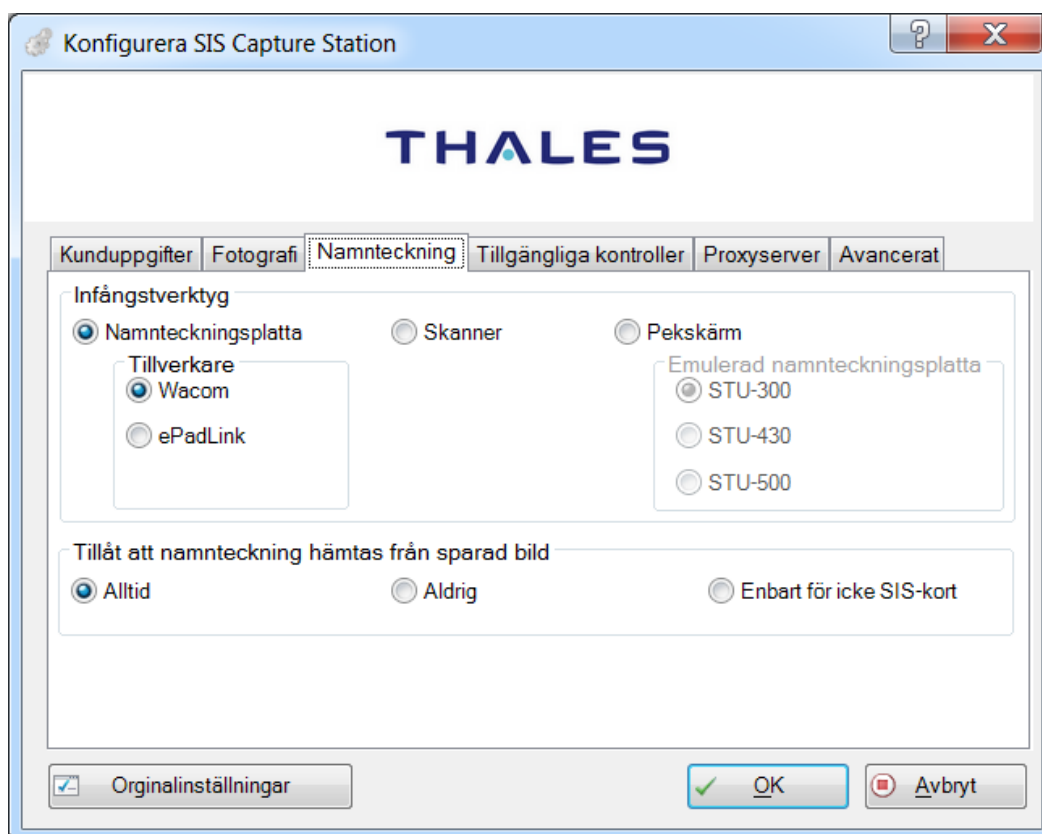 Konfigurera SIS Capture Station
THALES
Kunduppgifter Fotografi Namnteckning Tillgängliga kontroller Proxyserver Avancerat
Infångstverktyg
Namnteckningsplatta Skanner Pekskärm
Tillverkare Emulerad namnteckningsplatta
Wacom STU-300
ePadLink STU-430
STU-500
Tillåt att namnteckning hämtas från sparad bild
Alltid Aldrig Enbart för icke SIS-kort
Orginalinställningar OK Avbryt